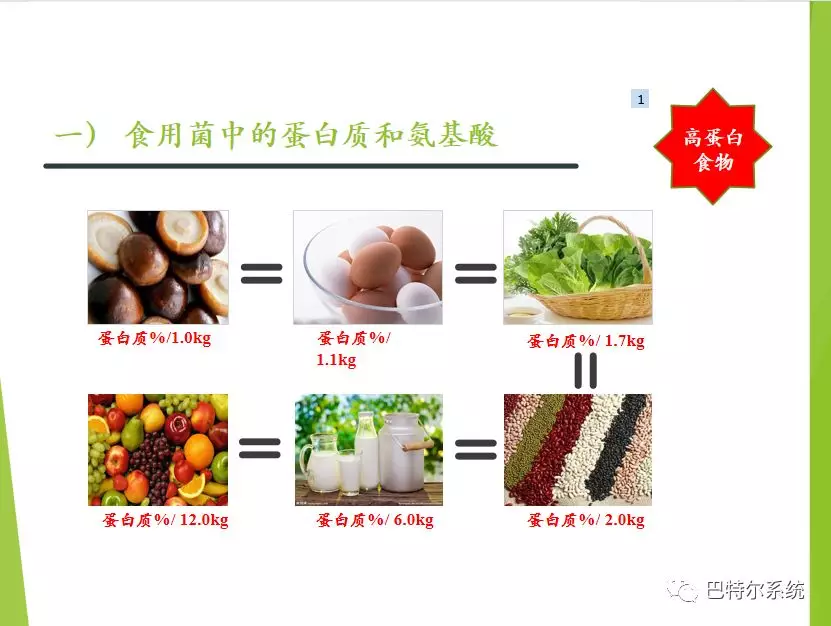 1
一） 食用菌中的蛋白质和氨基酸
高蛋白
食物
蛋白质%/1.0kg
蛋白质%/
1.1kg
蛋白质%/ 1.7kg
蛋白质%/ 12.0kg
蛋白质%/ 6.0kg
蛋白质%/ 2.0kg
巴特尔系统